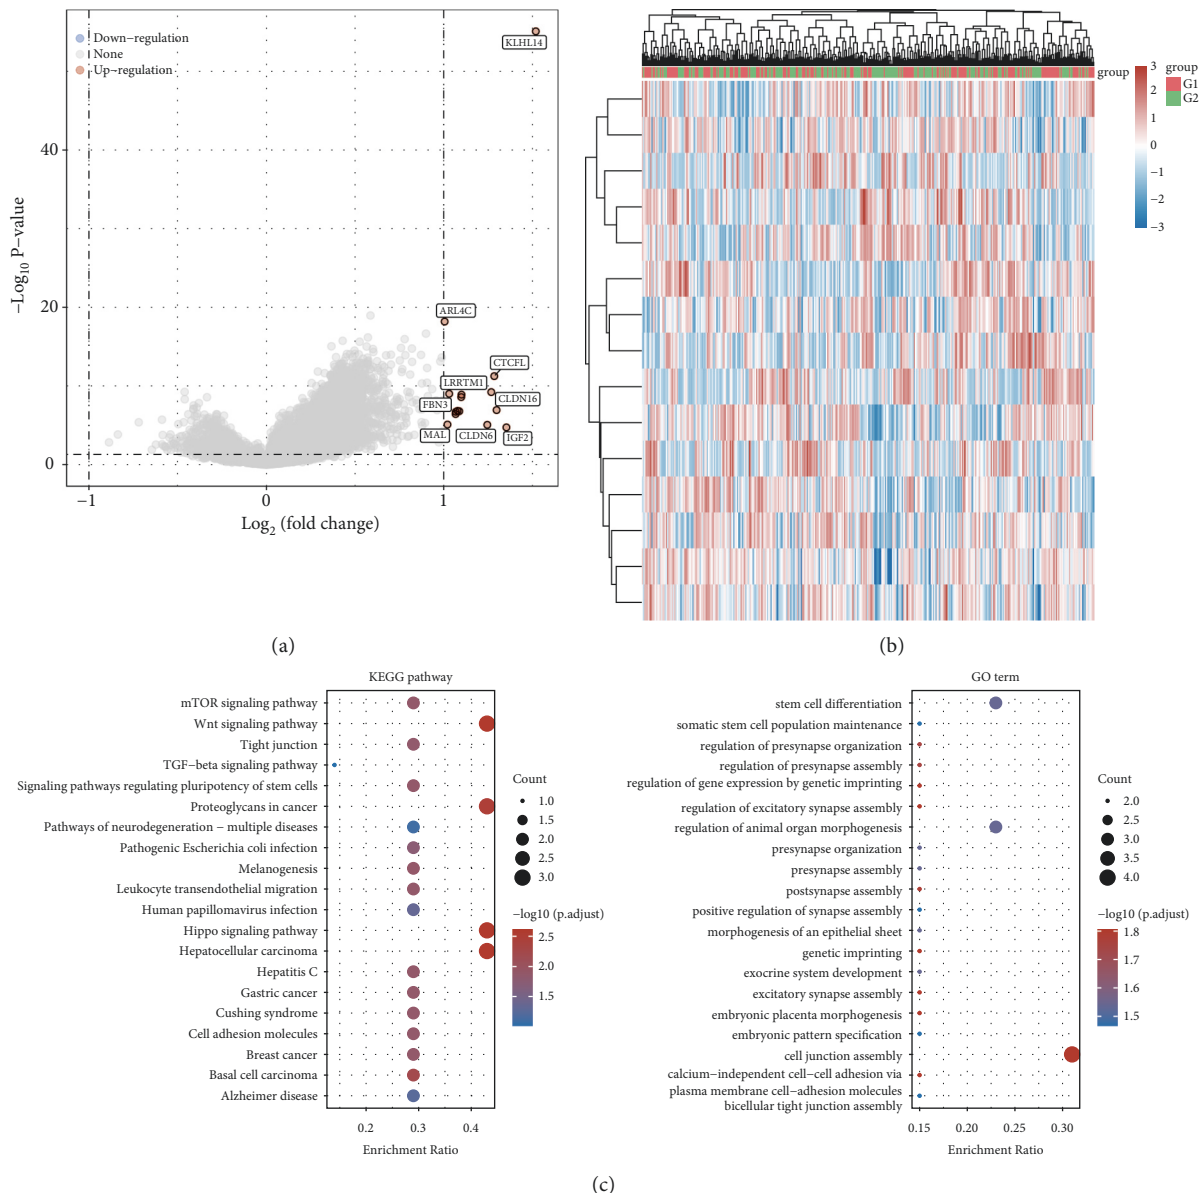 Down−regulation
None
Up−regulation
KLHL14
ARL4C
CTCFL
LRRTM1
CLDN16
FBN3
MAL
CLDN6
IGF2
40
20
0
−Log10 P−value
−1
0
1
Log2 (fold change)
(a)
group
3
2
1
0
−1
−2
−3
group
G1
G2
(b)
KEGG pathway
mTOR signaling pathway
Wnt signaling pathway
Tight junction
TGF−beta signaling pathway
Signaling pathways regulating pluripotency of stem cells
Proteoglycans in cancer
Pathways of neurodegeneration − multiple diseases
Pathogenic Escherichia coli infection
Melanogenesis
Leukocyte transendothelial migration
Human papillomavirus infection
Hippo signaling pathway
Hepatocellular carcinoma
Hepatitis C
Gastric cancer
Cushing syndrome
Cell adhesion molecules
Breast cancer
Basal cell carcinoma
Alzheimer disease
0.2
0.3
0.4
Enrichment Ratio
Count
1.0
1.5
2.0
2.5
3.0
−log10 (p.adjust)
2.5
2.0
1.5
GO term
stem cell differentiation
somatic stem cell population maintenance
regulation of presynapse organization
regulation of presynapse assembly
regulation of gene expression by genetic imprinting
regulation of excitatory synapse assembly
regulation of animal organ morphogenesis
presynapse organization
presynapse assembly
postsynapse assembly
positive regulation of synapse assembly
morphogenesis of an epithelial sheet
genetic imprinting
exocrine system development
excitatory synapse assembly
embryonic placenta morphogenesis
embryonic pattern specification
cell junction assembly
calcium−independent cell−cell adhesion via
plasma membrane cell−adhesion molecules
bicellular tight junction assembly
0.15
0.20
0.25
0.30
Enrichment Ratio
Count
2.0
2.5
3.0
3.5
4.0
−log10 (p.adjust)
1.8
1.7
1.6
1.5
(c)